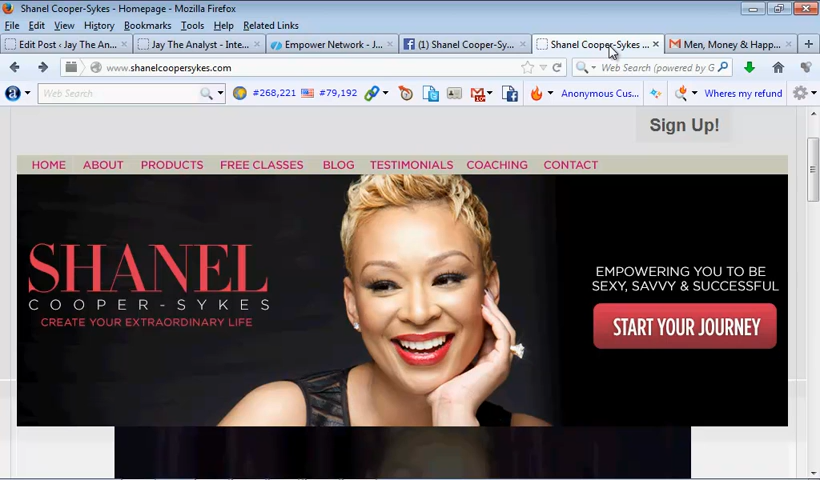 Shanel Cooper-Sykes - Homepage - Mozilla Firefox
File Edit View History Bookmarks Tools Help Related Links
Edit Post ‹ Jay The An... Jay The Analyst - Inte... Empower Network - J... (1) Shanel Cooper-Sy... Shanel Cooper-Sykes ... Men, Money & Happ...
www.shanelcoopersykes.com Web Search (powered by G
Web Search #268,221 #79,192 Anonymous Cus... Wheres my refund
Sign Up!
HOME ABOUT PRODUCTS FREE CLASSES BLOG TESTIMONIALS COACHING CONTACT
SHANEL
COOPER-SYKES
CREATE YOUR EXTRAORDINARY LIFE
EMPOWERING YOU TO BE
SEXY, SAVVY & SUCCESSFUL
START YOUR JOURNEY